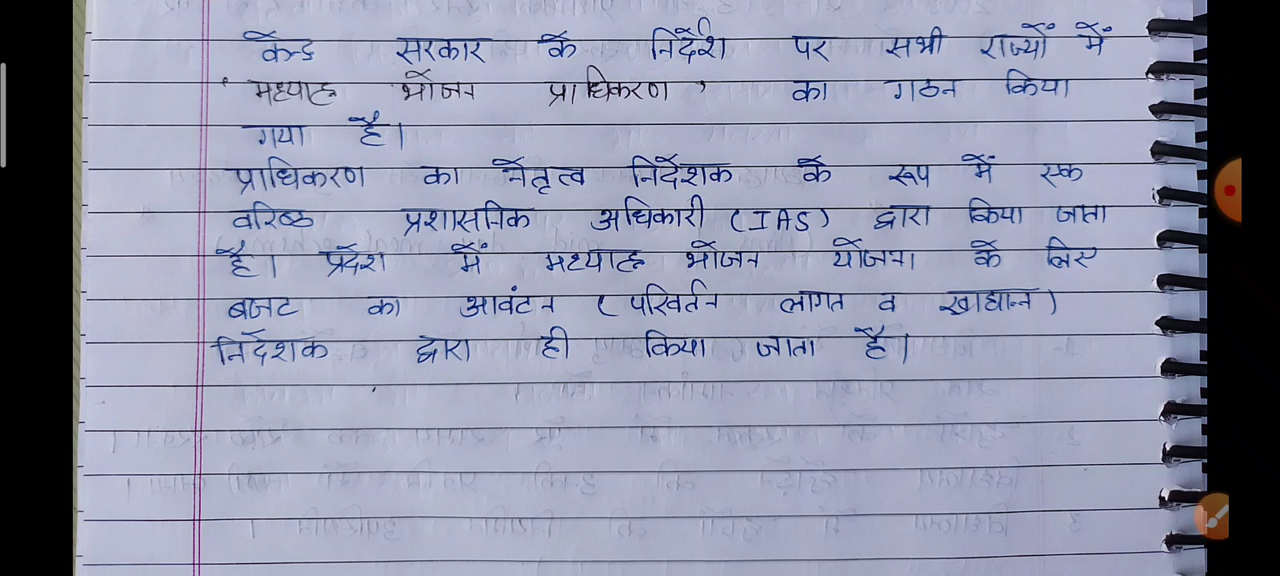 केन्द्र सरकार के निर्देश पर सभी राज्यों में
'मध्याह्न भोजन प्राधिकरण' का गठन किया
गया है।
प्राधिकरण का नेतृत्व निर्देशक के रूप में एक
वरिष्ठ प्रशासनिक अधिकारी (IAS) द्वारा किया जाता
है। प्रदेश में मध्याह्न भोजन योजना के लिए
बजट का आवंटन (परिवर्तन लागत व खाद्यान्न)
निर्देशक द्वारा ही किया जाता है।